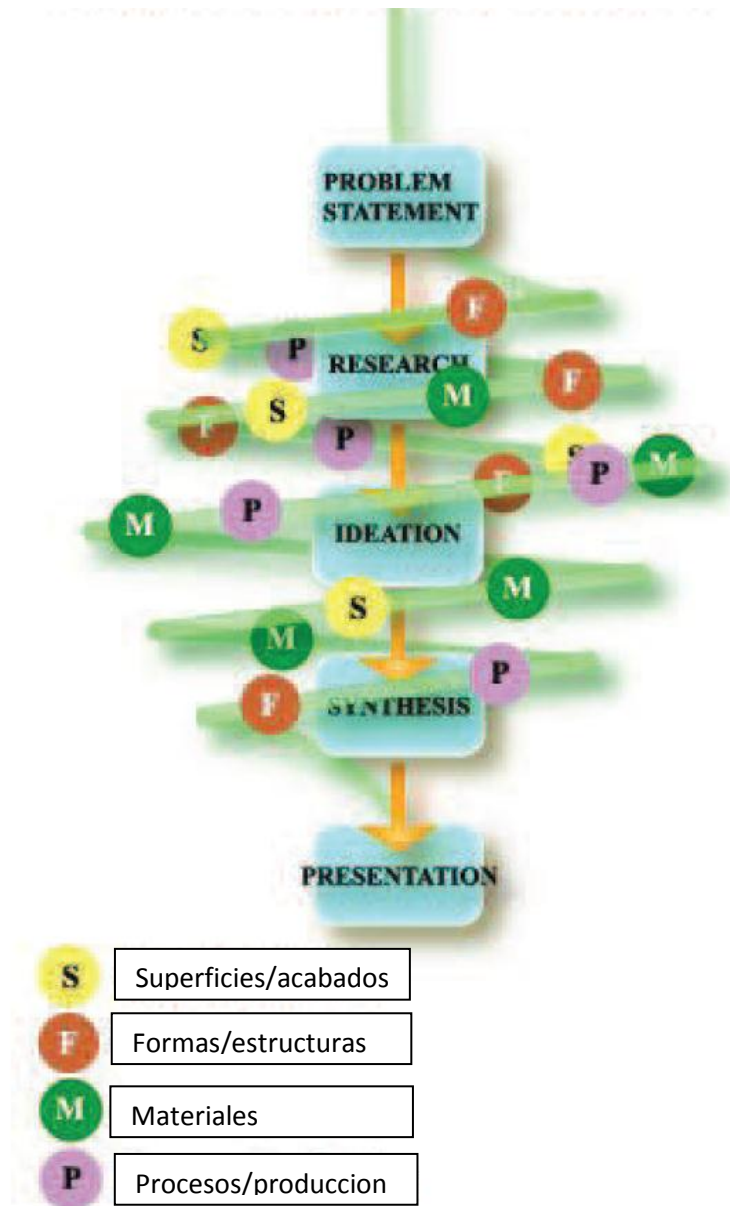 PROBLEM
STATEMENT
F
S
P
RESEARCH
F
M
S
F
P
S
P
M
F
P
M
IDEATION
M
S
M
P
F
SYNTHESIS
PRESENTATION
S Superficies/acabados
F Formas/estructuras
M Materiales
P Procesos/produccion